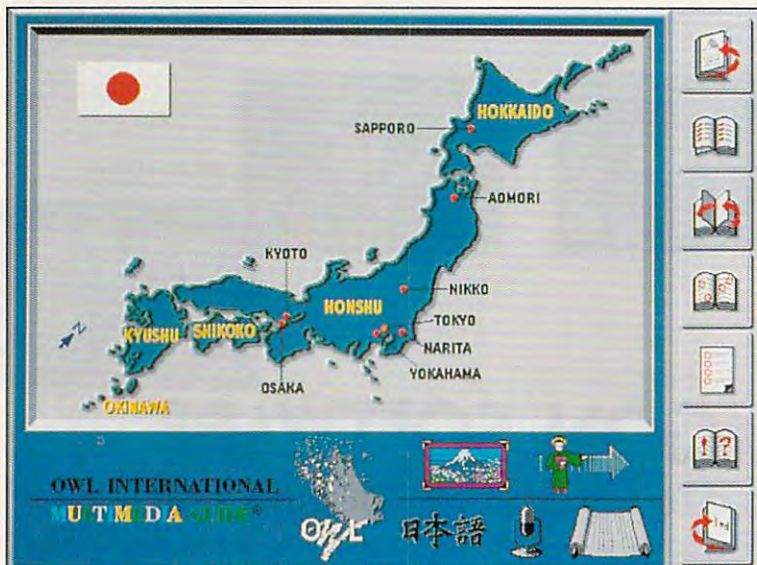 HOKKAIDO
SAPPORO
AOMORI
KYOTO
NIKKO
HONSHU
TOKYO
KYUSHU
SHIKOKO
NARITA
YOKAHAMA
OSAKA
OKINAWA
N
OWL INTERNATIONAL
MULTIMEDIA GUIDE®
OWL
日本語